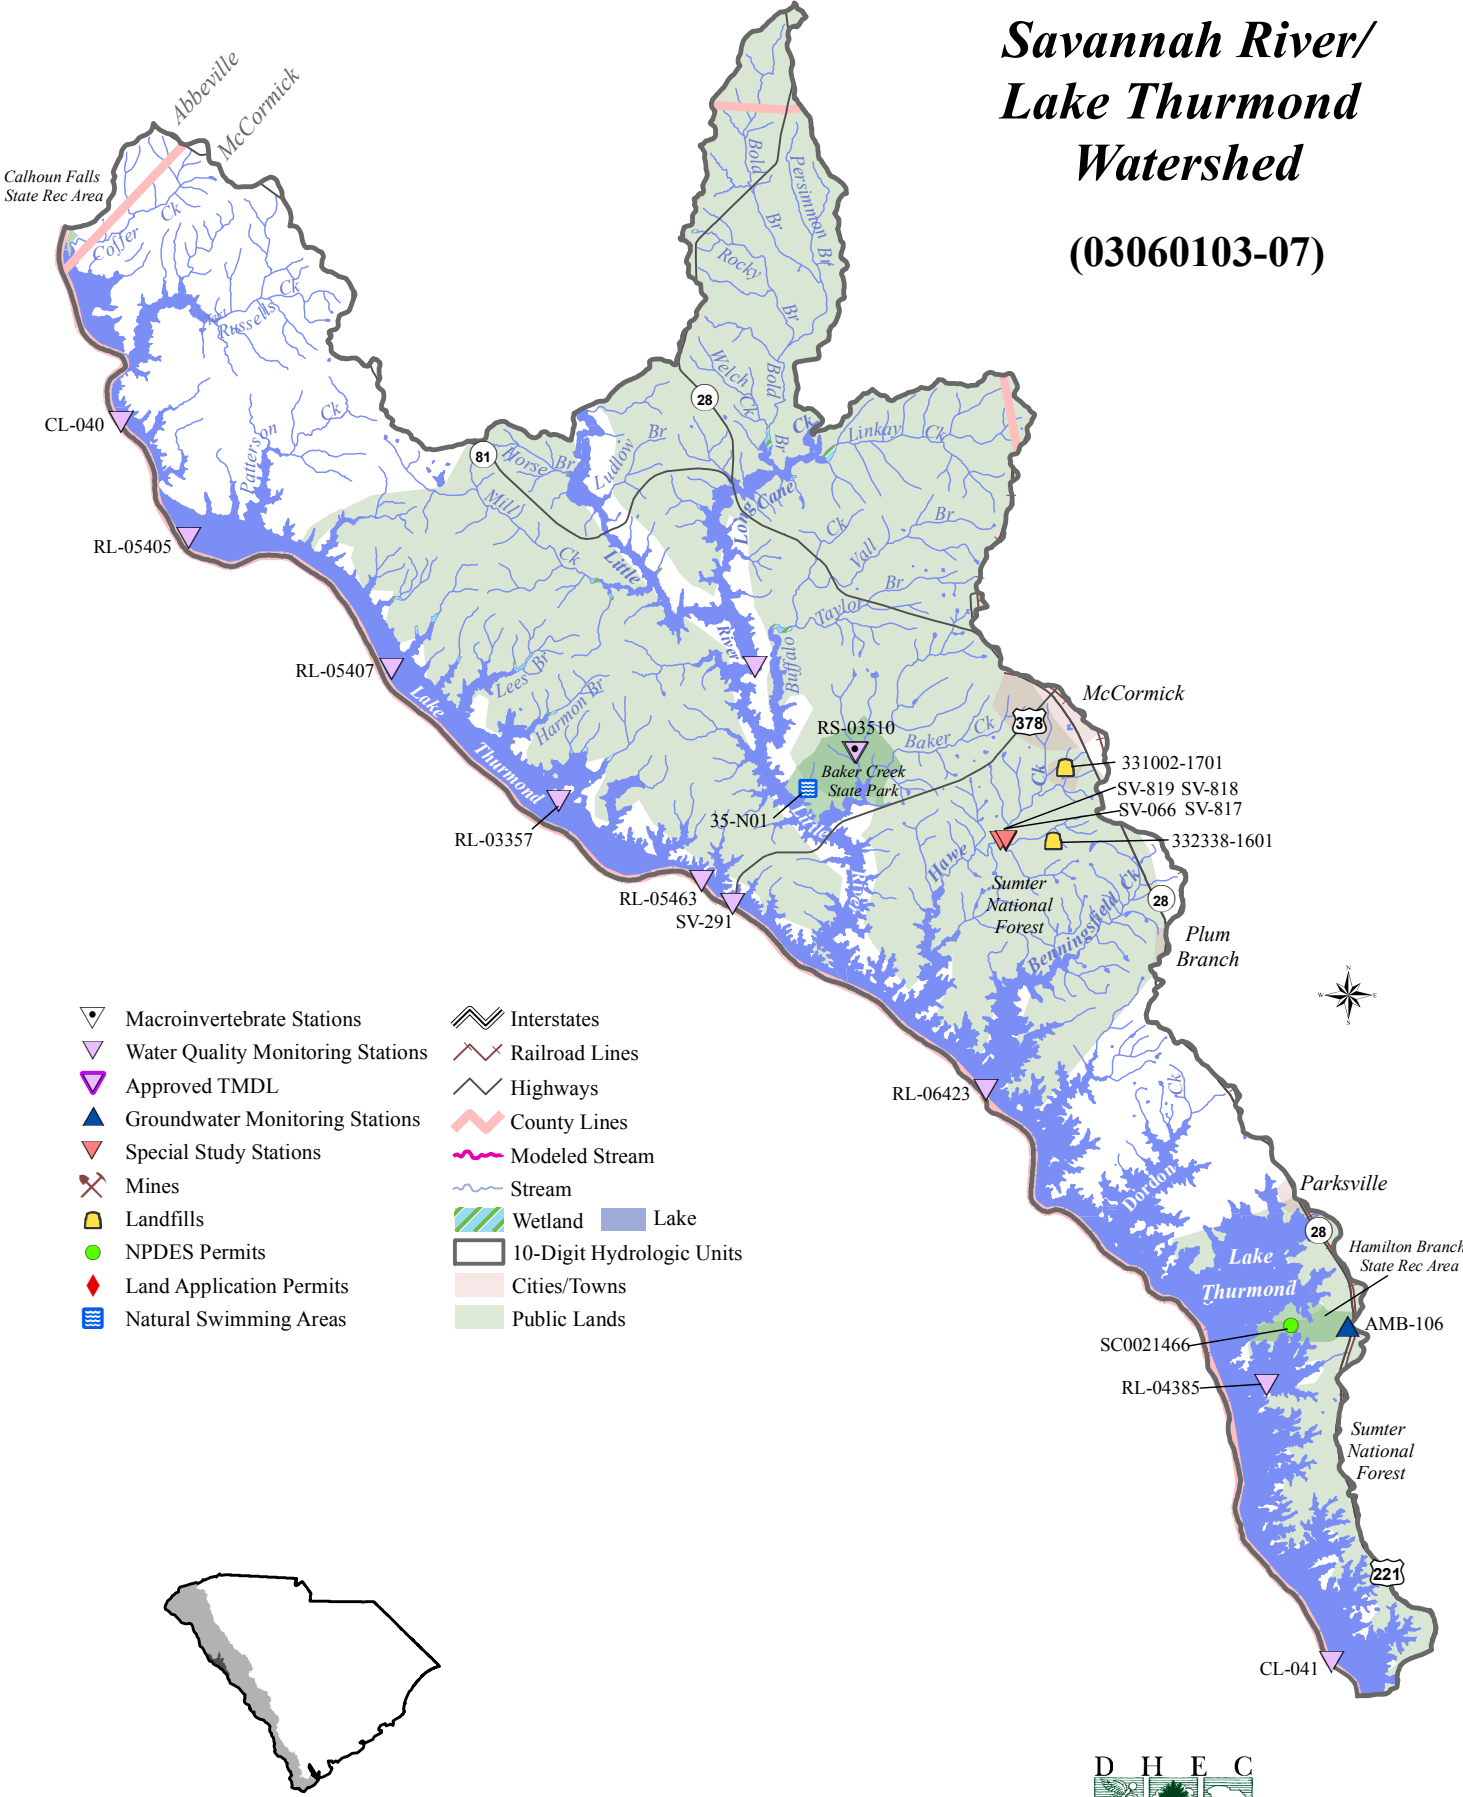 Savannah River/
Lake Thurmond
Watershed
(03060103-07)
Abbeville
McCormick
Calhoun Falls
State Rec Area
Coffer Ck
Russells Ck
Text
Bold Br
Persimmon Br
Rocky Br
Welch Ck
Bold Br
28
CL-040
Patterson Ck
81
Horse Br
Ludlow Br
Mill Ck
Long Cane Ck
Linkay Ck
RL-05405
Little River
Ck
Vall Br
Taylor Br
Buffalo
RL-05407
Lake Thurmond
Lees Br
Harmon Br
McCormick
378
RS-03510
Baker Ck
Baker Creek
State Park
35-N01
Little River
Ck
331002-1701
SV-819 SV-818
SV-066 SV-817
332338-1601
RL-03357
Hawe
Sumter
National
Forest
Benningsfield Ck
28
RL-05463
SV-291
Plum
Branch
N
W E
S
RL-06423
Dordon Ck
Parksville
28
Lake
Thurmond
Hamilton Branch
State Rec Area
AMB-106
SC0021466
RL-04385
Sumter
National
Forest
221
CL-041
Macroinvertebrate Stations
Water Quality Monitoring Stations
Approved TMDL
Groundwater Monitoring Stations
Special Study Stations
Mines
Landfills
NPDES Permits
Land Application Permits
Natural Swimming Areas
Interstates
Railroad Lines
Highways
County Lines
Modeled Stream
Stream
Wetland Lake
10-Digit Hydrologic Units
Cities/Towns
Public Lands
D H E C